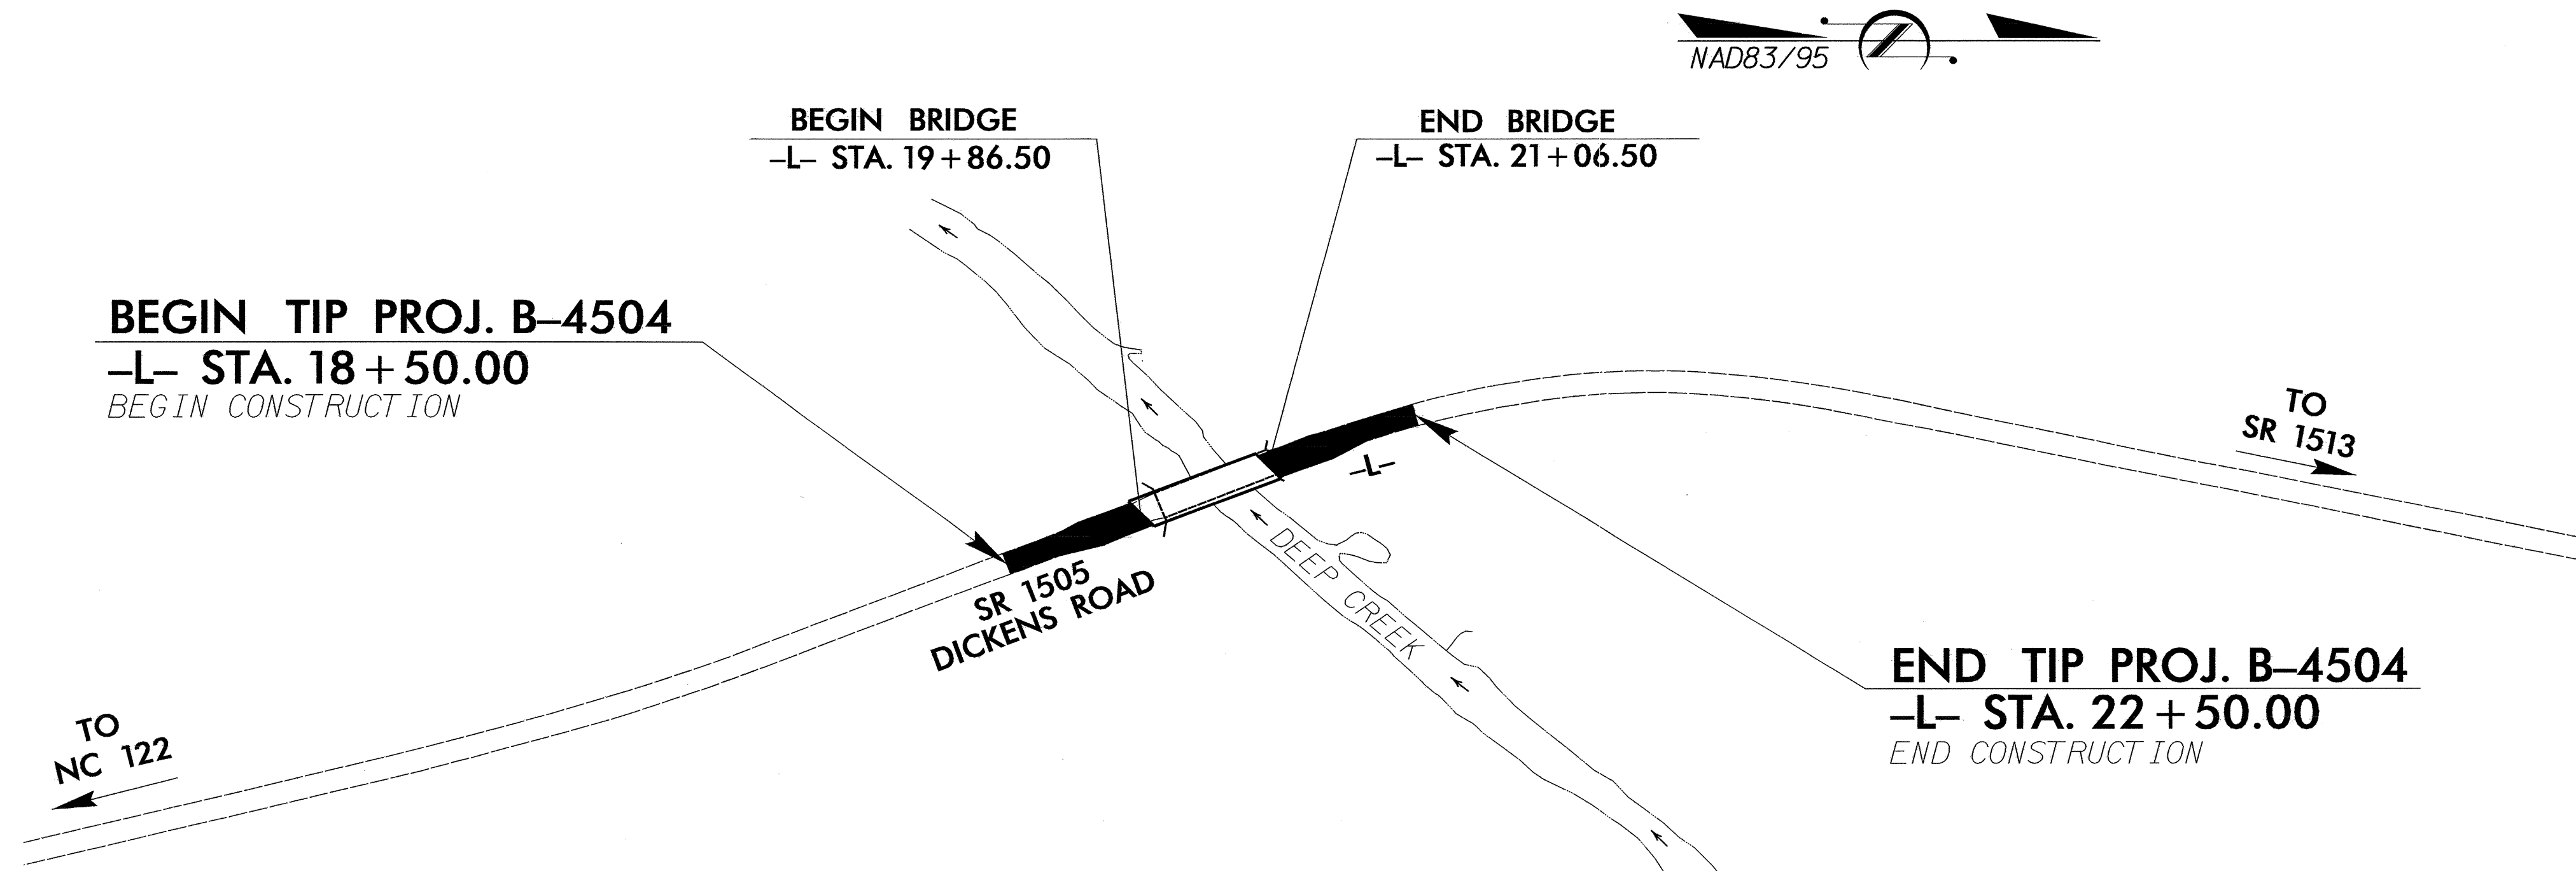 NAD83/95
BEGIN BRIDGE
–L– STA. 19+86.50
END BRIDGE
–L– STA. 21+06.50
BEGIN TIP PROJ. B–4504
–L– STA. 18+50.00
BEGIN CONSTRUCTION
TO
SR 1513
–L–
SR 1505
DICKENS ROAD
DEEP CREEK
END TIP PROJ. B–4504
–L– STA. 22+50.00
END CONSTRUCTION
TO
NC 122